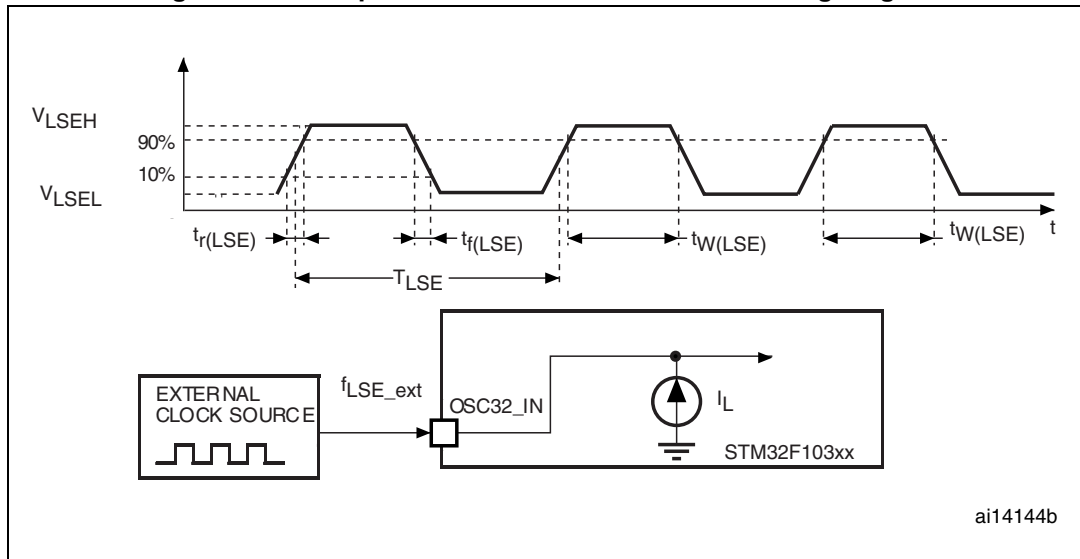 VLSEH
90%
10%
VLSEL
tr(LSE)
tf(LSE)
tW(LSE)
tW(LSE)
t
TLSE
EXTERNAL
CLOCK SOURCE
fLSE_ext
OSC32_IN
IL
STM32F103xx
ai14144b